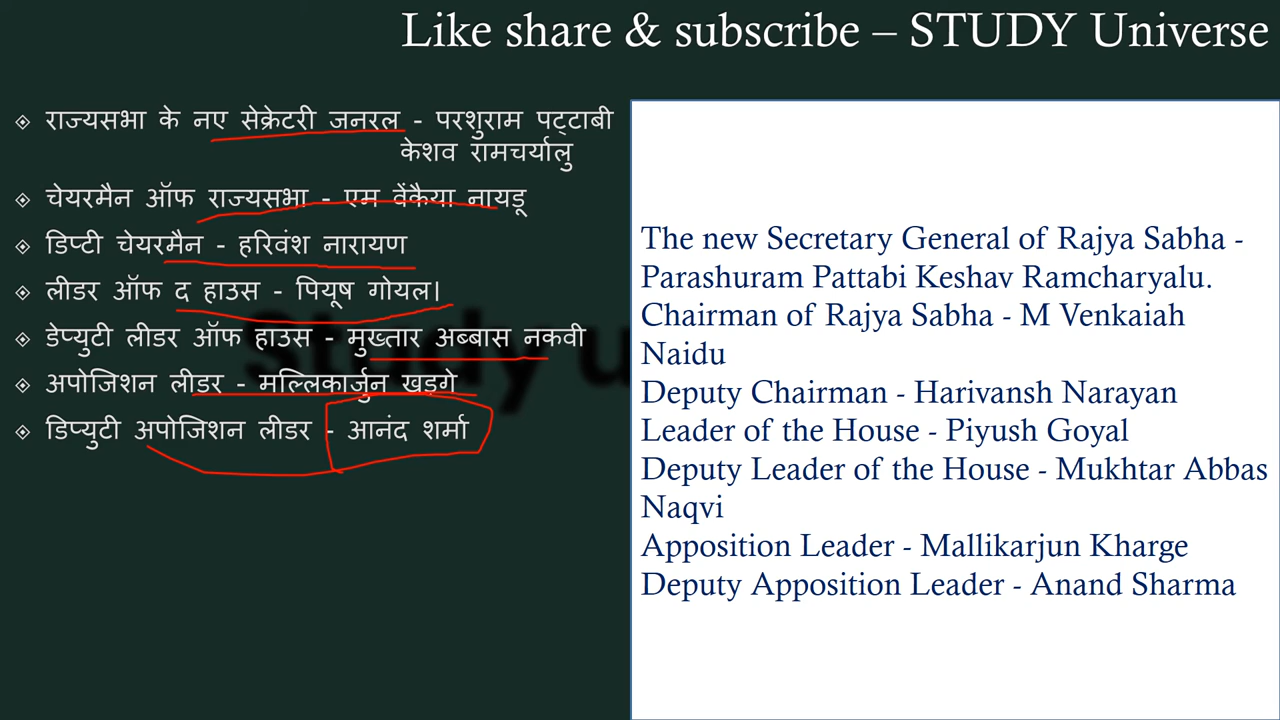 Like share & subscribe – STUDY Universe
राज्यसभा के नए सेक्रेटरी जनरल - परशुराम पट्टाबी
केशव रामचर्यालु
चेयरमैन ऑफ राज्यसभा - एम वेंकैया नायडू
डिप्टी चेयरमैन - हरिवंश नारायण
लीडर ऑफ द हाउस - पियूष गोयल।
डेप्युटी लीडर ऑफ हाउस - मुख्तार अब्बास नकवी
अपोजिशन लीडर - मल्लिकार्जुन खड़गे
डिप्युटी अपोजिशन लीडर - आनंद शर्मा
Study u
The new Secretary General of Rajya Sabha -
Parashuram Pattabi Keshav Ramcharyalu.
Chairman of Rajya Sabha - M Venkaiah
Naidu
Deputy Chairman - Harivansh Narayan
Leader of the House - Piyush Goyal
Deputy Leader of the House - Mukhtar Abbas
Naqvi
Apposition Leader - Mallikarjun Kharge
Deputy Apposition Leader - Anand Sharma